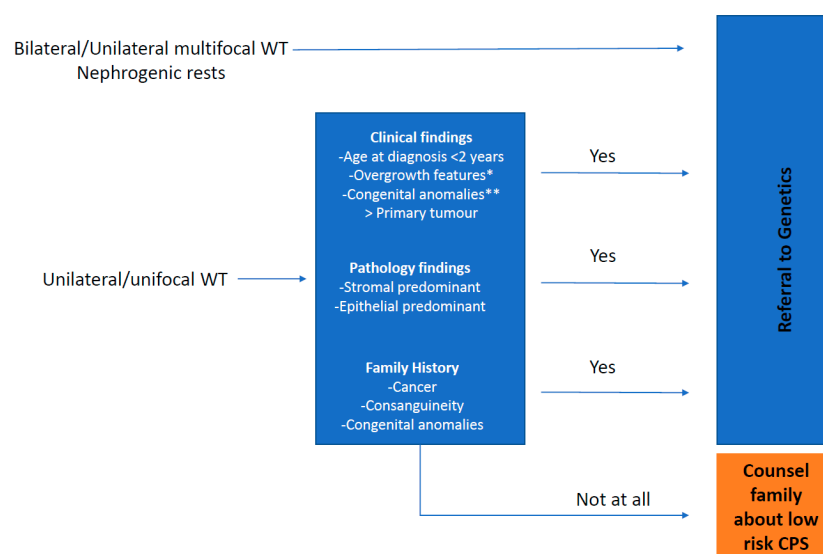 Bilateral/Unilateral multifocal WT
Nephrogenic rests
Clinical findings
-Age at diagnosis <2 years
-Overgrowth features*
-Congenital anomalies**
> Primary tumour
Yes
Unilateral/unifocal WT
Pathology findings
-Stromal predominant
-Epithelial predominant
Yes
Family History
-Cancer
-Consanguineity
-Congenital anomalies
Yes
Referral to Genetics
Not at all
Counsel
family
about low
risk CPS